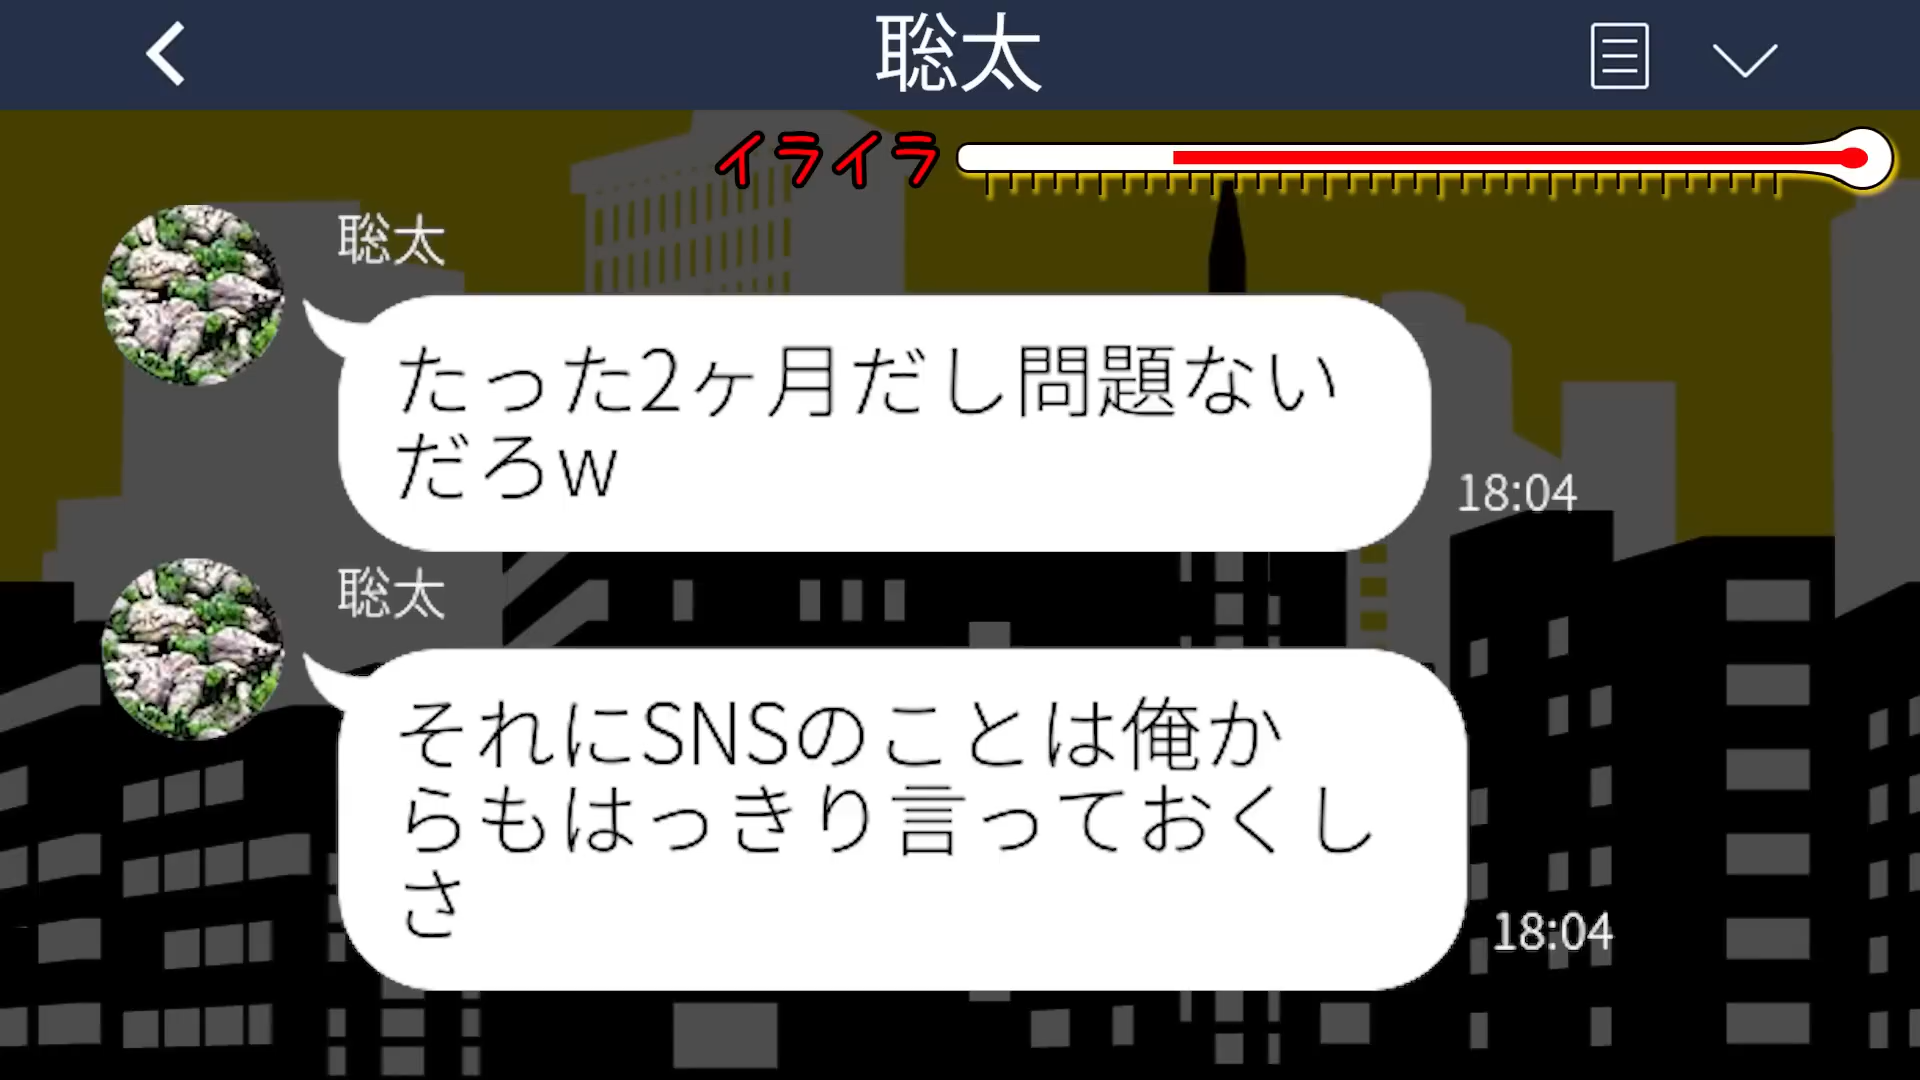 聡太
イライラ
聡太
たった2ヶ月だし問題ない
だろw
18:04
聡太
それにSNSのことは俺か
らもはっきり言っておくし
さ
18:04